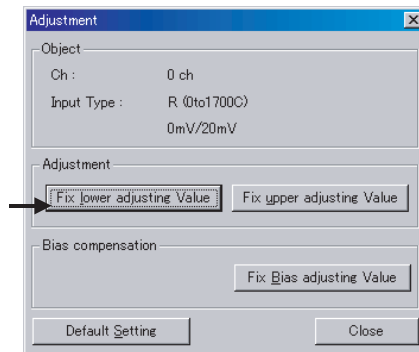 Adjustment
Object
Ch : 0 ch
Input Type : R (0to1700C)
0mV/20mV
Adjustment
Fix lower adjusting Value Fix upper adjusting Value
Bias compensation
Fix Bias adjusting Value
Default Setting Close